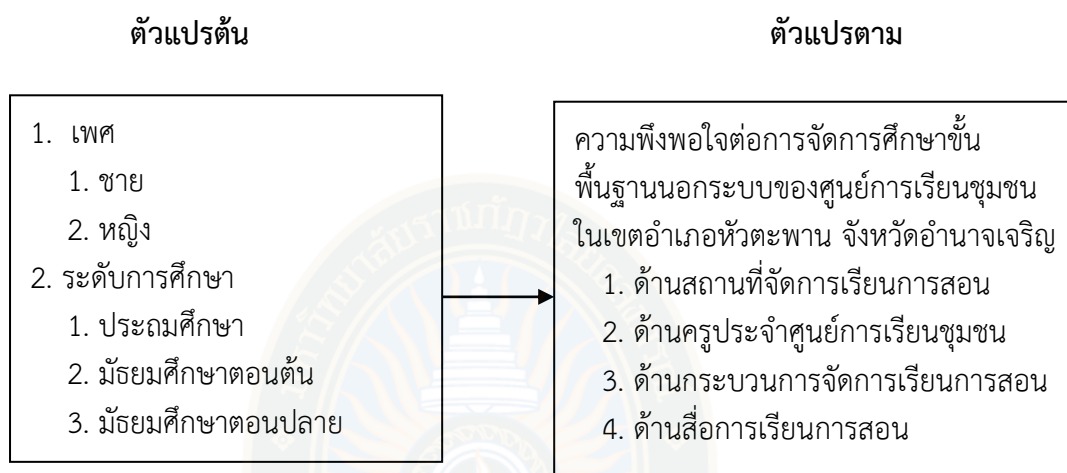 ตัวแปรต้น
ตัวแปรตาม
1. เพศ
1. ชาย
2. หญิง
2. ระดับการศึกษา
1. ประถมศึกษา
2. มัธยมศึกษาตอนต้น
3. มัธยมศึกษาตอนปลาย
ความพึงพอใจต่อการจัดการศึกษาขั้น
พื้นฐานนอกระบบของศูนย์การเรียนชุมชน
ในเขตอำเภอหัวตะพาน จังหวัดอำนาจเจริญ
1. ด้านสถานที่จัดการเรียนการสอน
2. ด้านครูประจำศูนย์การเรียนชุมชน
3. ด้านกระบวนการจัดการเรียนการสอน
4. ด้านสื่อการเรียนการสอน